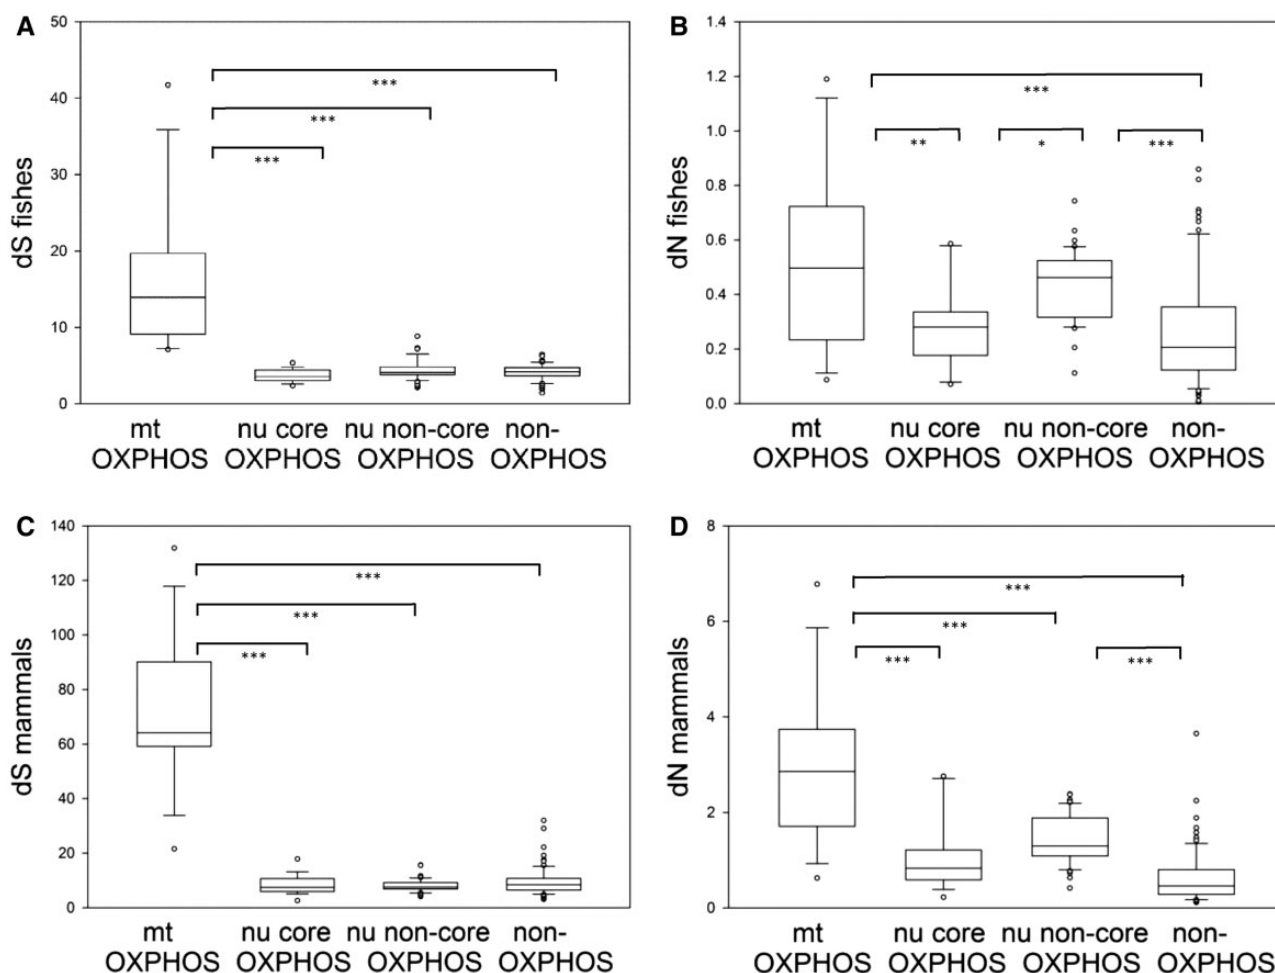 A
50
40
30
20
10
0
dS fishes
***
***
***
mt
OXPHOS
nu core
OXPHOS
nu non-core
OXPHOS
non-
OXPHOS
B
1.4
1.2
1.0
0.8
0.6
0.4
0.2
0.0
dN fishes
***
**
*
***
mt
OXPHOS
nu core
OXPHOS
nu non-core
OXPHOS
non-
OXPHOS
C
140
120
100
80
60
40
20
0
dS mammals
***
***
***
mt
OXPHOS
nu core
OXPHOS
nu non-core
OXPHOS
non-
OXPHOS
D
8
6
4
2
0
dN mammals
***
***
***
***
mt
OXPHOS
nu core
OXPHOS
nu non-core
OXPHOS
non-
OXPHOS